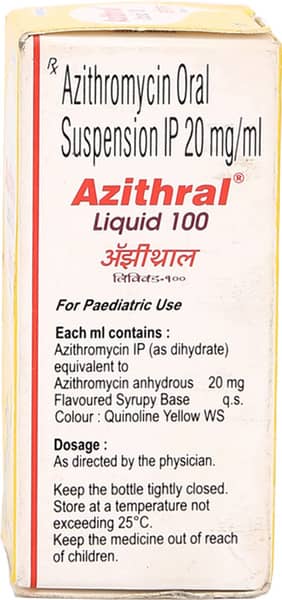 Rx Azithromycin Oral
Suspension IP 20 mg/ml
Azithral®
Liquid 100
ॲझीथ्राल
लिक्विड-१००
For Paediatric Use
Each ml contains :
Azithromycin IP (as dihydrate)
equivalent to
Azithromycin anhydrous 20 mg
Flavoured Syrupy Base q.s.
Colour : Quinoline Yellow WS
Dosage :
As directed by the physician.
Keep the bottle tightly closed.
Store at a temperature not
exceeding 25°C.
Keep the medicine out of reach
of children.